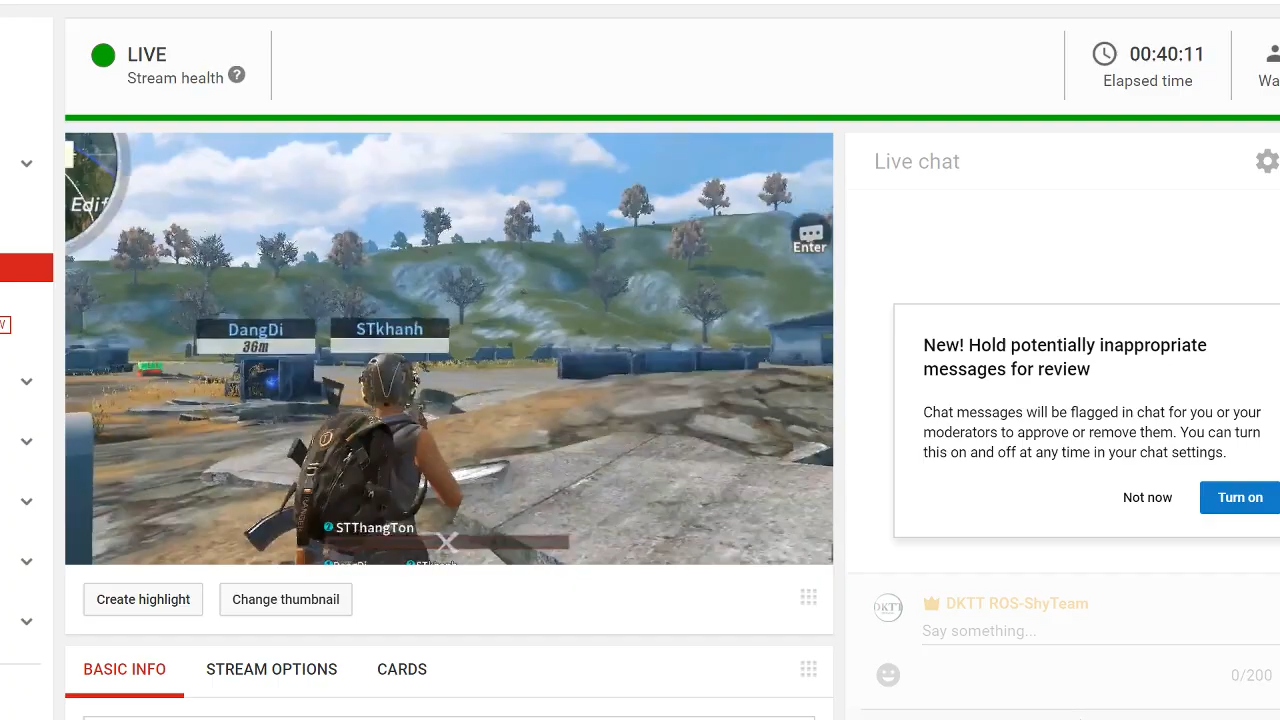 LIVE
Stream health ?
00:40:11
Elapsed time
Edif
Enter
DangDi
36m
STkhanh
2 STThangTon
Live chat
New! Hold potentially inappropriate
messages for review
Chat messages will be flagged in chat for you or your
moderators to approve or remove them. You can turn
this on and off at any time in your chat settings.
Not now
Turn on
Create highlight
Change thumbnail
DKTT
DKTT ROS-ShyTeam
Say something...
0/200
BASIC INFO
STREAM OPTIONS
CARDS